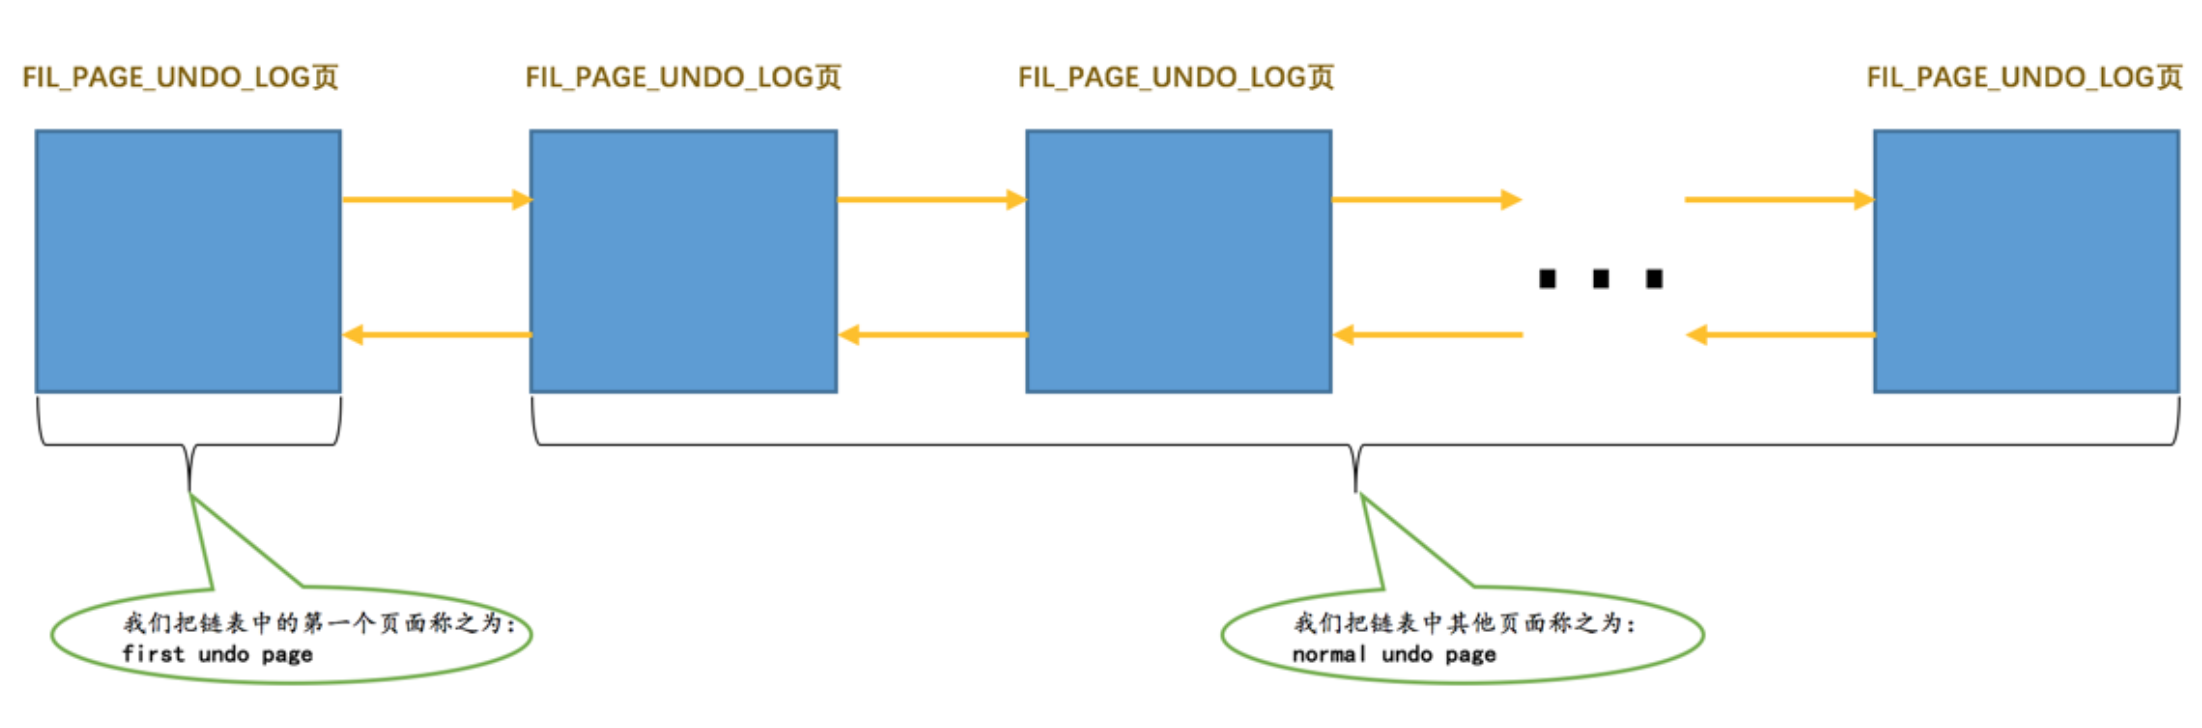 FIL_PAGE_UNDO_LOG页
FIL_PAGE_UNDO_LOG页
FIL_PAGE_UNDO_LOG页
FIL_PAGE_UNDO_LOG页
我们把链表中的第一个页面称之为：
first undo page
我们把链表中其他页面称之为：
normal undo page